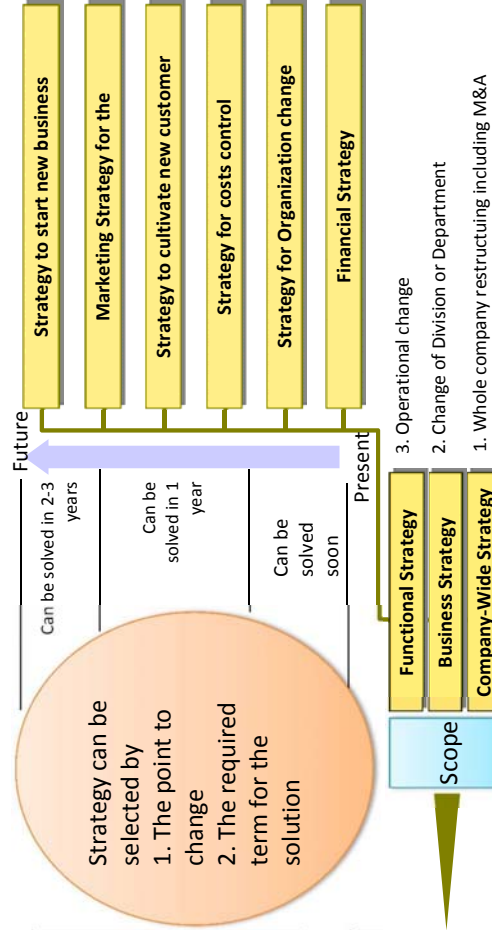 Strategy can be
selected by
1. The point to
change
2. The required
term for the
solution
Future
Can be solved in 2-3
years
Can be
solved in 1
year
Can be
solved
soon
Present
Strategy to start new business
Marketing Strategy for the
Strategy to cultivate new customer
Strategy for costs control
Strategy for Organization change
Financial Strategy
Scope
Functional Strategy
3. Operational change
Business Strategy
2. Change of Division or Department
Company-Wide Strategy
1. Whole company restructuing including M&A